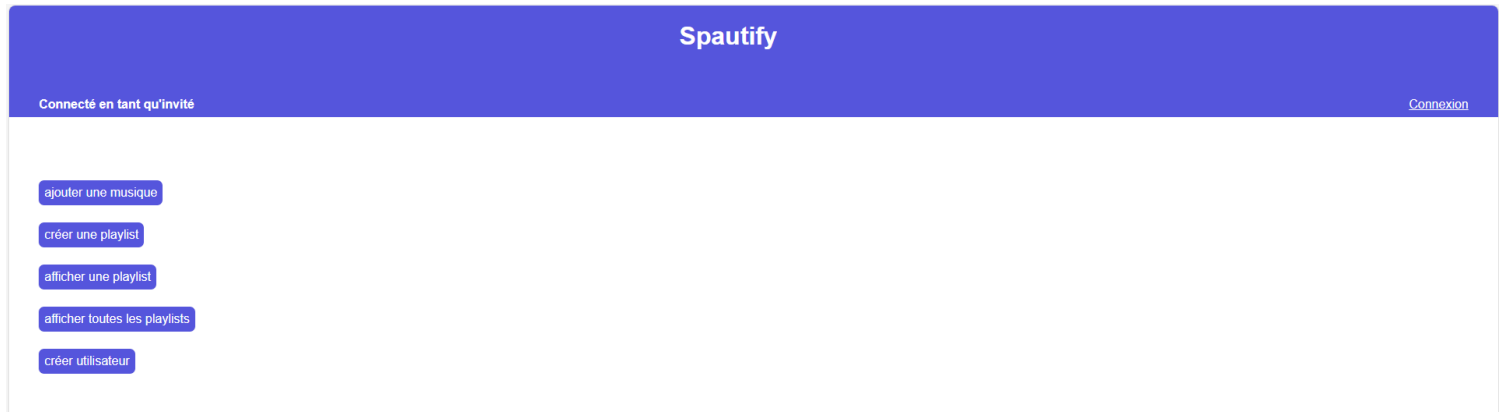 Spautify
Connecté en tant qu'invité
Connexion
ajouter une musique
créer une playlist
afficher une playlist
afficher toutes les playlists
créer utilisateur